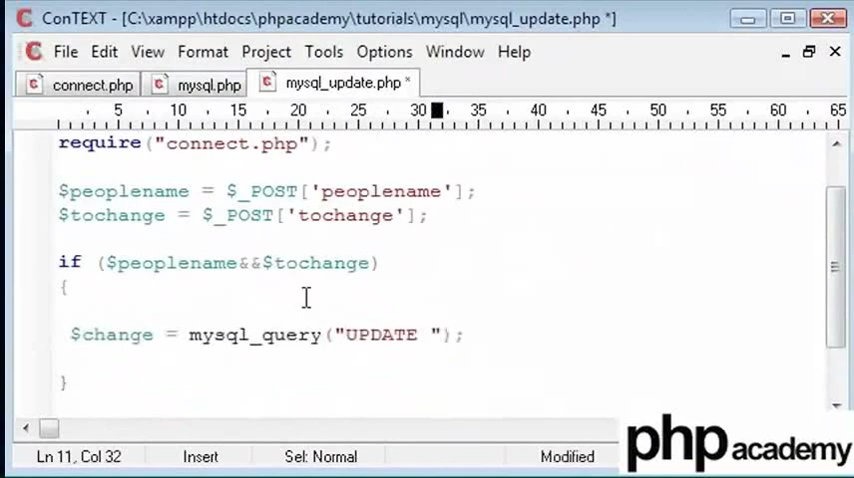 ConTEXT - [C:\xampp\htdocs\phpacademy\tutorials\mysql\mysql_update.php *]
File Edit View Format Project Tools Options Window Help
connect.php mysql.php mysql_update.php *
5 10 15 20 25 30 35 40 45 50 55 60 65
require("connect.php");
$peoplename = $_POST['peoplename'];
$tochange = $_POST['tochange'];
if ($peoplename&&$tochange)
{
$change = mysql_query("UPDATE ");
}
Ln 11, Col 32 Insert Sel: Normal Modified
php academy